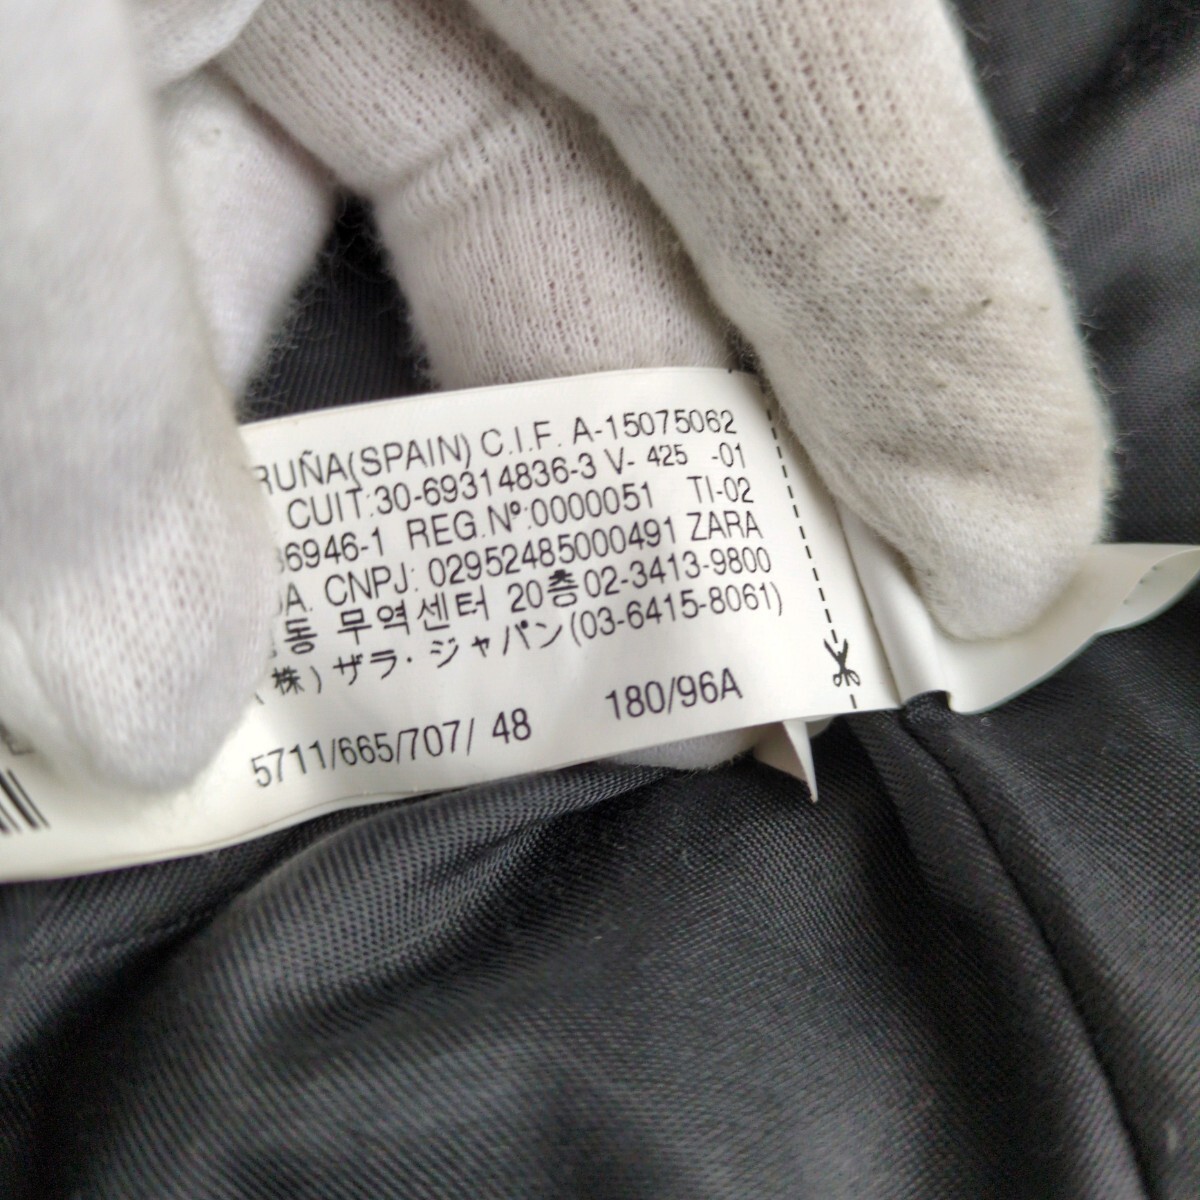 RUÑA(SPAIN) C.I.F. A-15075062
CUIT:30-69314836-3 V- 425 -01
6946-1 REG.Nº:0000051 TI-02
DA. CNPJ: 02952485000491 ZARA
동 무역센터 20층02-3413-9800
(株) ザラ・ジャパン(03-6415-8061)
5711/665/707/ 48 180/96A